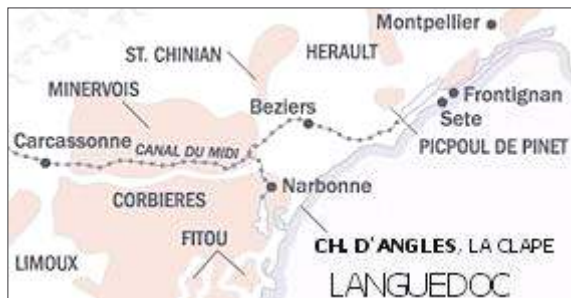 Montpellier
ST. CHINIAN
HERAULT
MINERVOIS
Beziers
Frontignan
Sete
Carcassonne
CANAL DU MIDI
PICPOUL DE PINET
Narbonne
CORBIERES
FITOU
CH. D'ANGLES, LA CLAPE
LIMOUX
LANGUEDOC